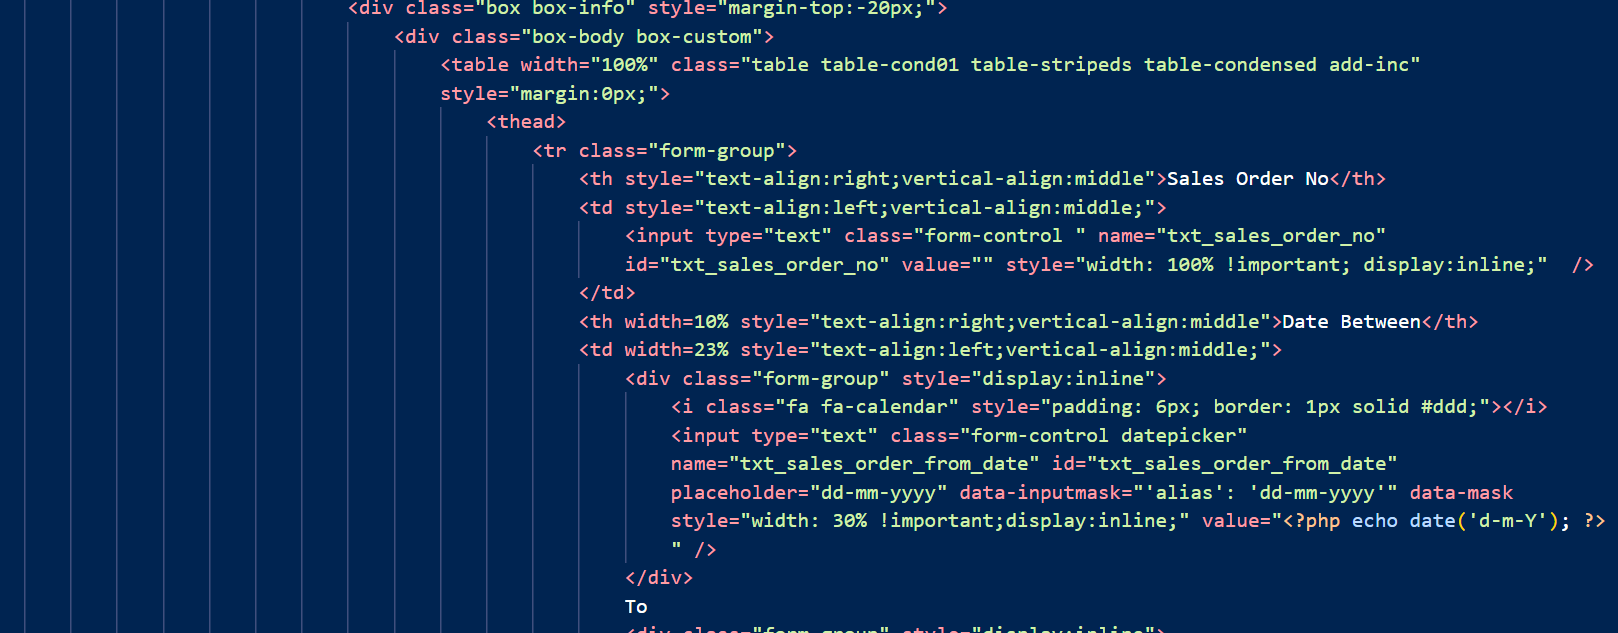 <div class="box box-info" style="margin-top:-20px;">
<div class="box-body box-custom">
<table width="100%" class="table table-cond01 table-stripeds table-condensed add-inc"
style="margin:0px;">
<thead>
<tr class="form-group">
<th style="text-align:right;vertical-align:middle">Sales Order No</th>
<td style="text-align:left;vertical-align:middle;">
<input type="text" class="form-control " name="txt_sales_order_no"
id="txt_sales_order_no" value="" style="width: 100% !important; display:inline;"  />
</td>
<th width=10% style="text-align:right;vertical-align:middle">Date Between</th>
<td width=23% style="text-align:left;vertical-align:middle;">
<div class="form-group" style="display:inline">
<i class="fa fa-calendar" style="padding: 6px; border: 1px solid #ddd;"></i>
<input type="text" class="form-control datepicker"
name="txt_sales_order_from_date" id="txt_sales_order_from_date"
placeholder="dd-mm-yyyy" data-inputmask="'alias': 'dd-mm-yyyy'" data-mask
style="width: 30% !important;display:inline;" value="<?php echo date('d-m-Y'); ?>
" />
</div>
To
<div class="form-group" style="display:inline">